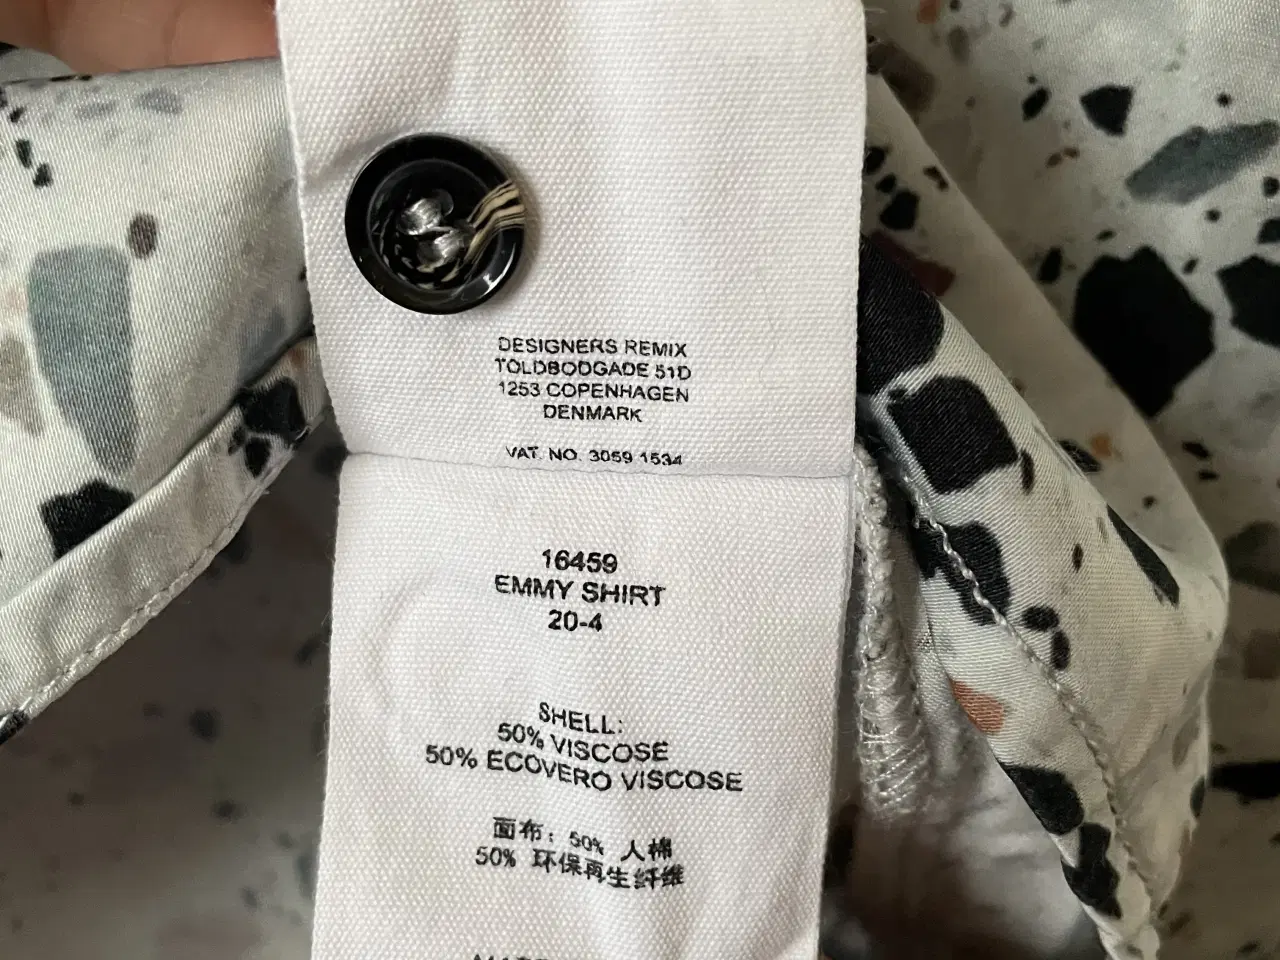 DESIGNERS REMIX
TOLDBODGADE 51D
1253 COPENHAGEN
DENMARK
VAT. NO. 3059 1534
16459
EMMY SHIRT
20-4
SHELL:
50% VISCOSE
50% ECOVERO VISCOSE
面布：50% 人棉
50% 环保再生纤维